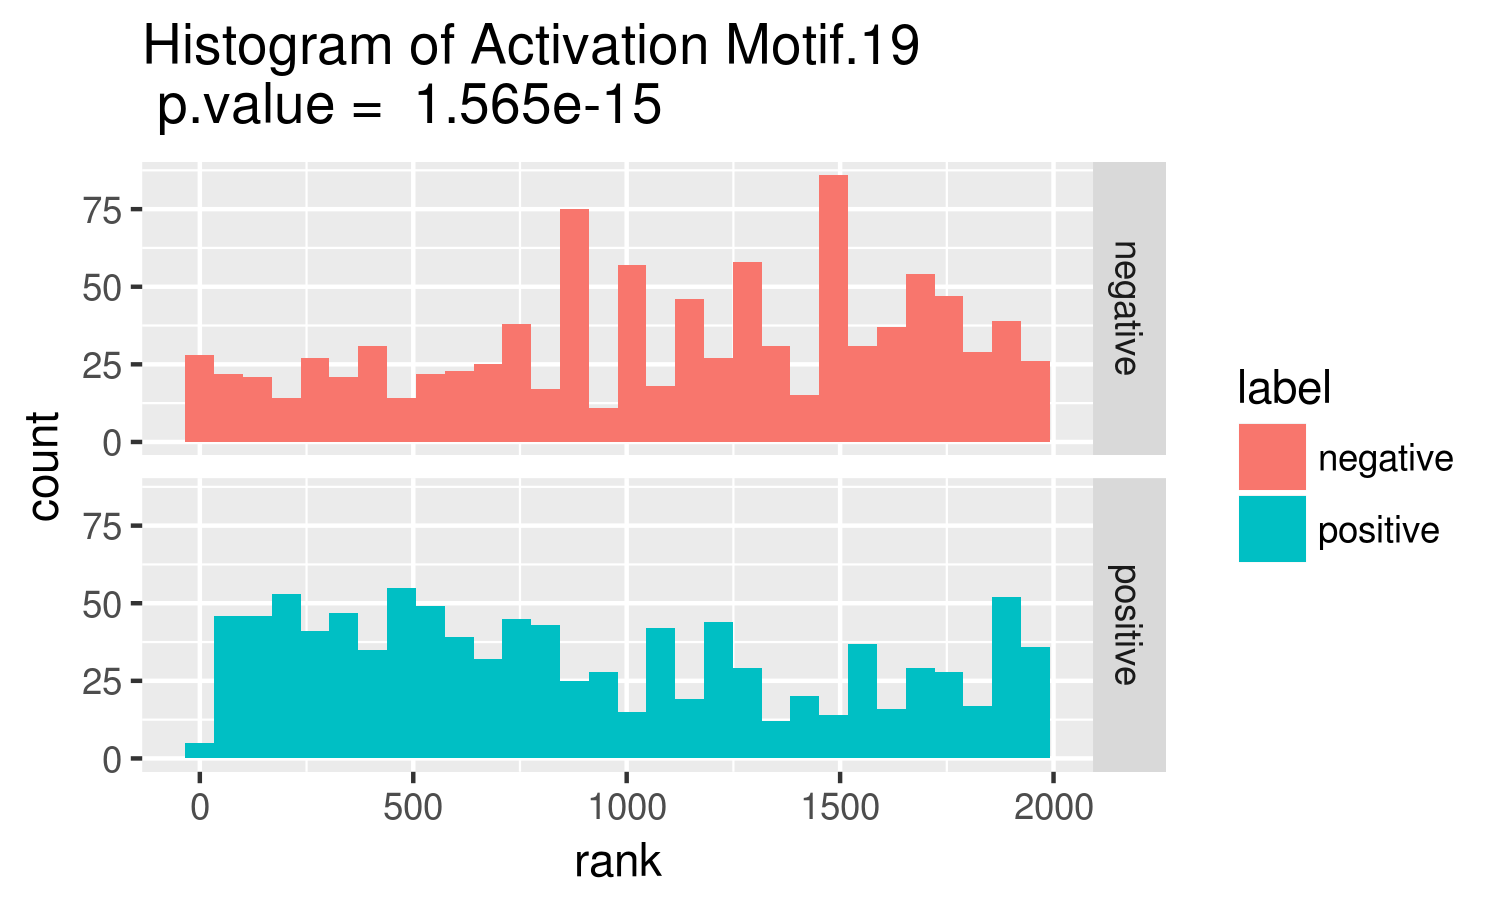 Histogram of Activation Motif.19
p.value = 1.565e-15
75
50
25
0
negative
count
75
50
25
0
positive
0 500 1000 1500 2000
rank
label
negative
positive